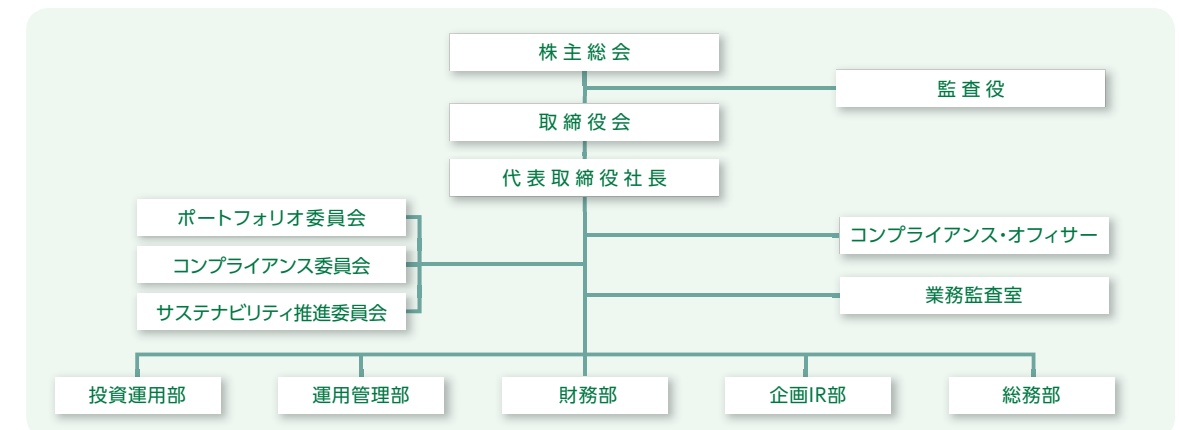 株主総会
監査役
取締役会
代表取締役社長
ポートフォリオ委員会
コンプライアンス・オフィサー
コンプライアンス委員会
業務監査室
サステナビリティ推進委員会
投資運用部
運用管理部
財務部
企画IR部
総務部